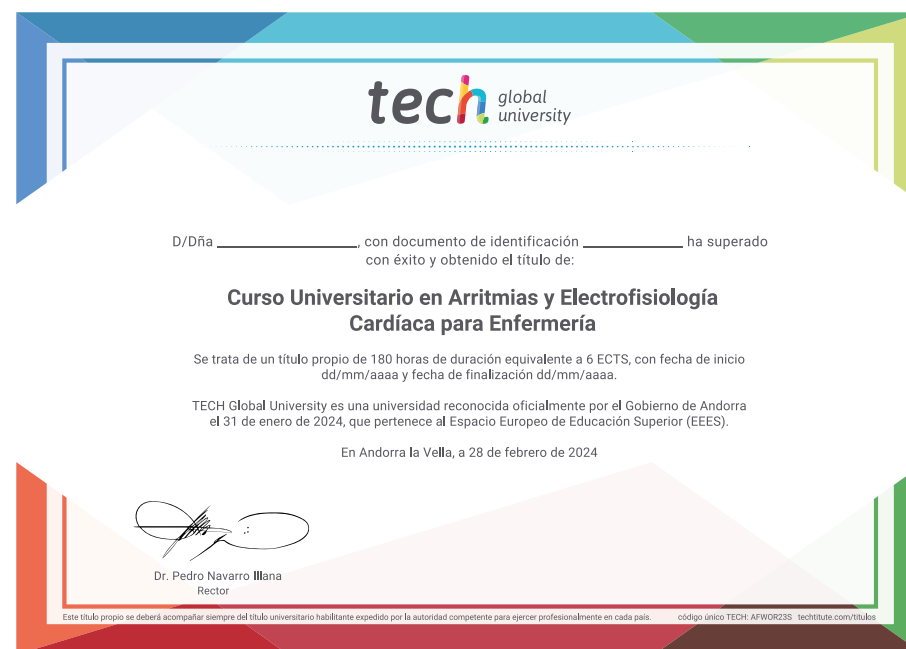 tech global university
D/Dña ____________________, con documento de identificación ______________ ha superado
con éxito y obtenido el título de:
Curso Universitario en Arritmias y Electrofisiología
Cardíaca para Enfermería
Se trata de un título propio de 180 horas de duración equivalente a 6 ECTS, con fecha de inicio
dd/mm/aaaa y fecha de finalización dd/mm/aaaa.
TECH Global University es una universidad reconocida oficialmente por el Gobierno de Andorra
el 31 de enero de 2024, que pertenece al Espacio Europeo de Educación Superior (EEES).
En Andorra la Vella, a 28 de febrero de 2024
Dr. Pedro Navarro Illana
Rector
Este título propio se deberá acompañar siempre del título universitario habilitante expedido por la autoridad competente para ejercer profesionalmente en cada país. código único TECH: AFWOR23S techtitute.com/titulos